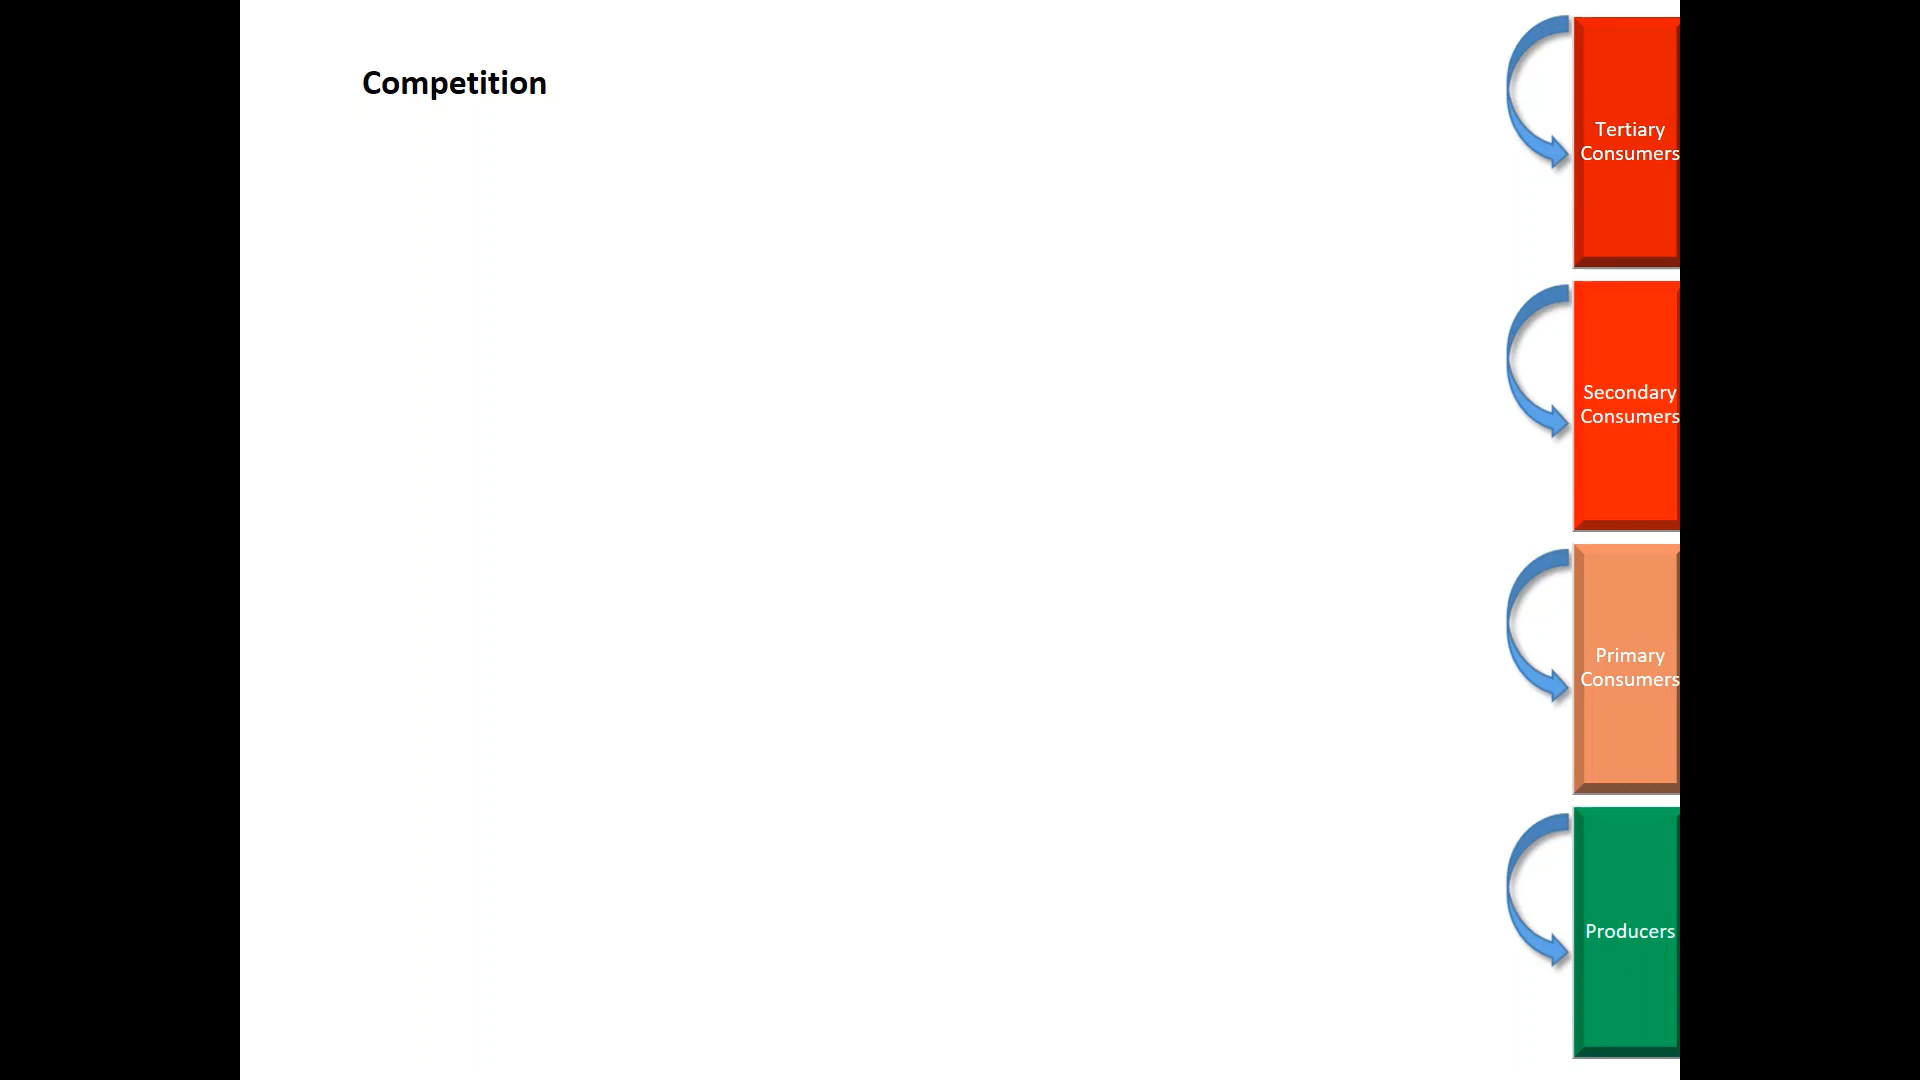 Competition
Tertiary
Consumers
Secondary
Consumers
Primary
Consumers
Producers